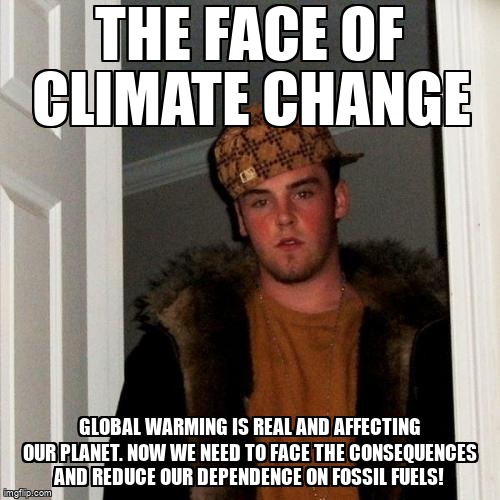 THE FACE OF
CLIMATE CHANGE
GLOBAL WARMING IS REAL AND AFFECTING
OUR PLANET. NOW WE NEED TO FACE THE CONSEQUENCES
AND REDUCE OUR DEPENDENCE ON FOSSIL FUELS!
imgflip.com